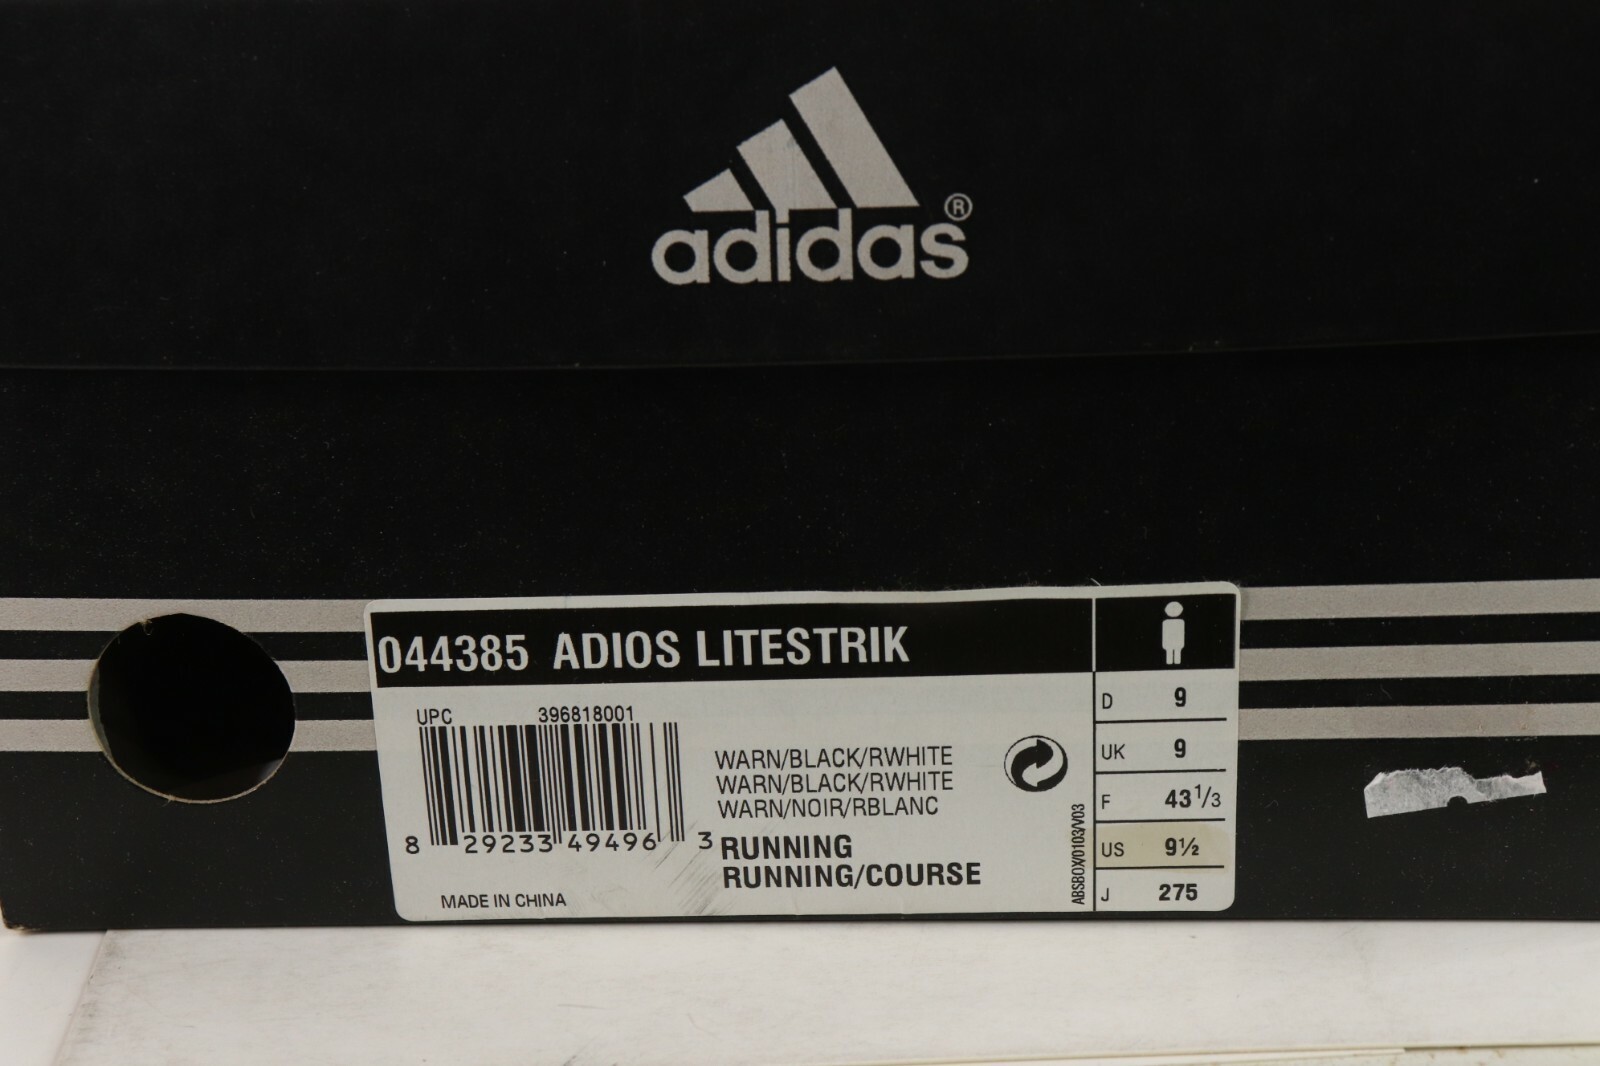 adidas®
044385 ADIOS LITESTRIK
UPC 396818001
8 29233 49496 3
MADE IN CHINA
WARN/BLACK/RWHITE
WARN/BLACK/RWHITE
WARN/NOIR/RBLANC
RUNNING
RUNNING/COURSE
ABSBOX/0103/V03
D 9
UK 9
F 43 1/3
US 9½
J 275